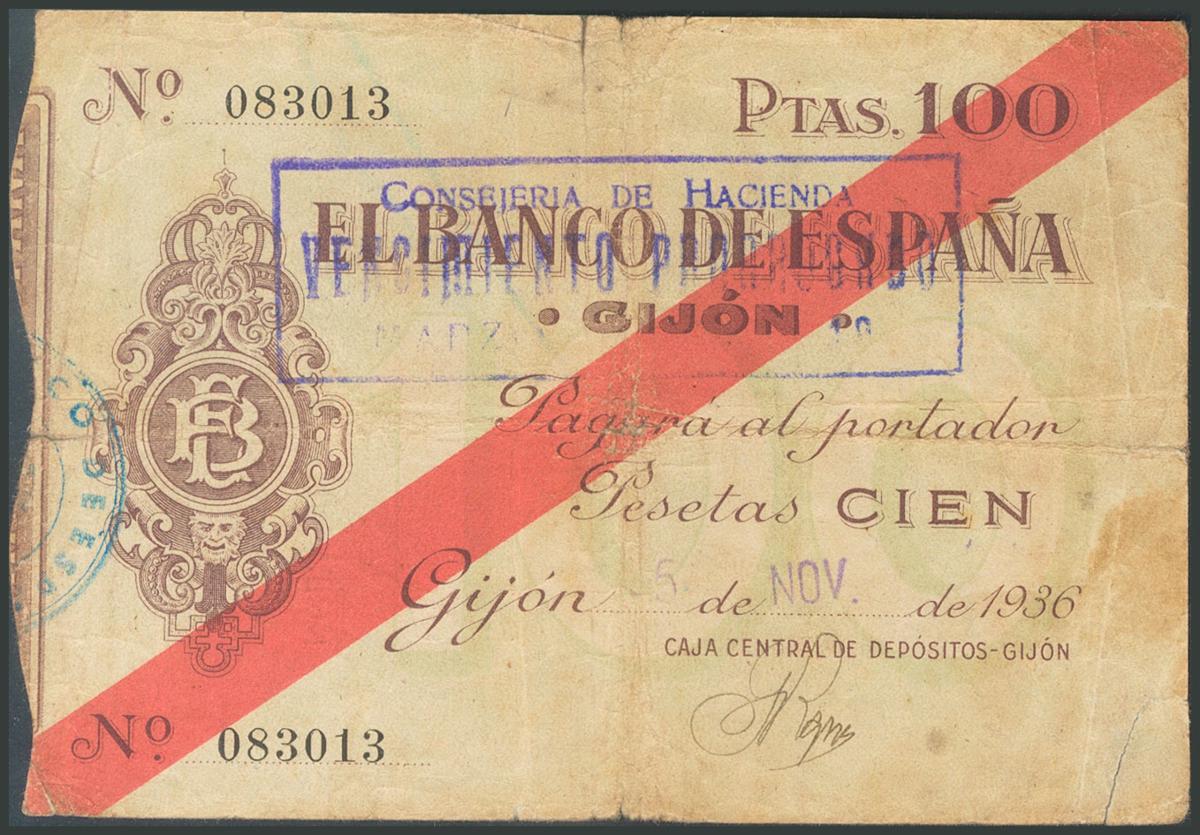 Nº. 083013
PTAS. 100
CONSEJERIA DE HACIENDA
EL BANCO DE ESPAÑA
VENCIMIENTO
• GIJÓN •
Pagará al portador
Pesetas CIEN
Gijón 5. de NOV. de 1936
CAJA CENTRAL DE DEPÓSITOS-GIJÓN
Nº. 083013